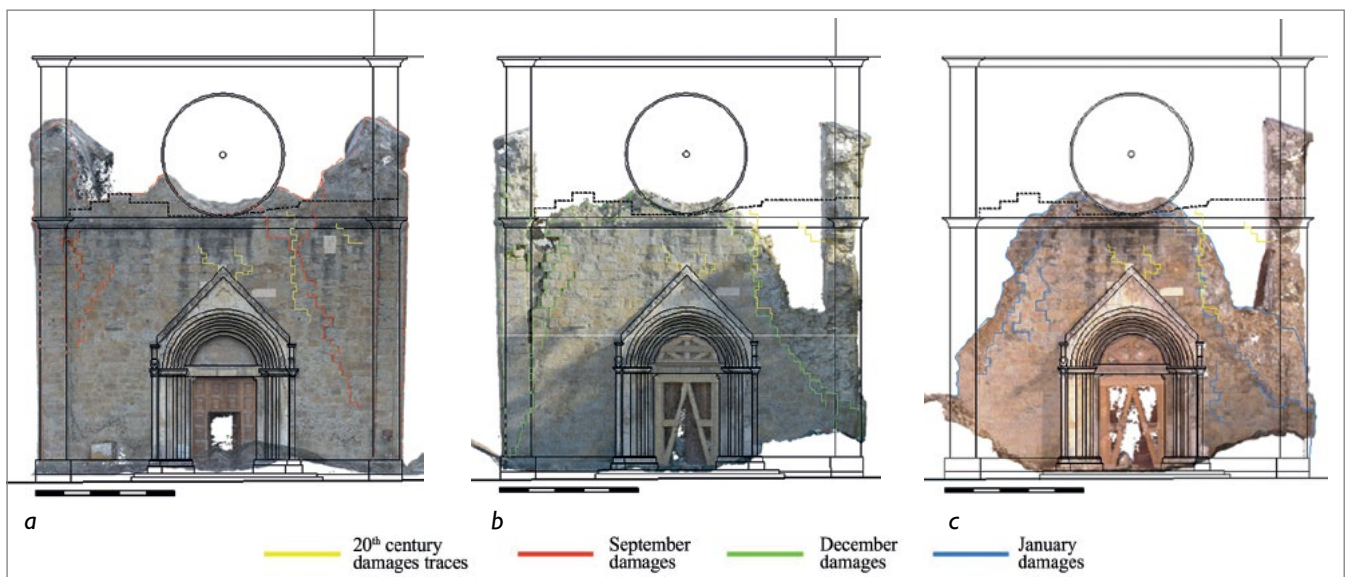 a
b
c
20th century
damages traces
September
damages
December
damages
January
damages